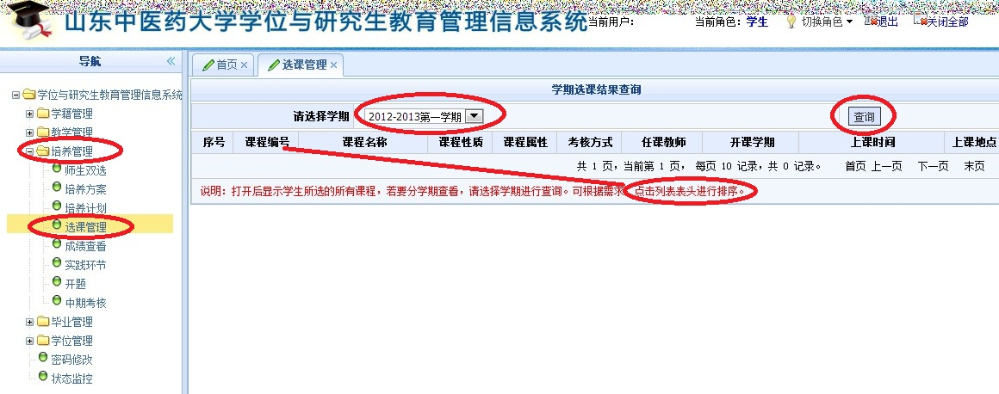 山东中医药大学学位与研究生教育管理信息系统
当前用户： 当前角色：学生 切换角色 退出 关闭全部
导航
首页 选课管理
学位与研究生教育管理信息系统
学籍管理
教学管理
培养管理
师生双选
培养方案
培养计划
选课管理
成绩查看
实践环节
开题
中期考核
毕业管理
学位管理
密码修改
状态监控
学期选课结果查询
请选择学期 2012-2013第一学期 查询
序号 课程编号 课程名称 课程性质 课程属性 考核方式 任课教师 开课学期 上课时间 上课地点
共 1 页，当前第 1 页， 每页 10 记录，共 0 记录。 首页 上一页 下一页 末页
说明：打开后显示学生所选的所有课程，若要分学期查看，请选择学期进行查询。可根据需求，点击列表表头进行排序。